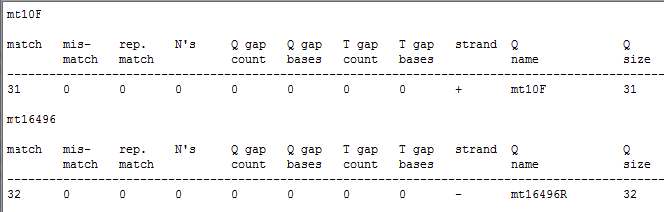 mt10F
match mis- rep. N's Q gap Q gap T gap T gap strand Q Q
match match count bases count bases name size
--------------------------------------------------------------------------------------------
31 0 0 0 0 0 0 0 + mt10F 31
mt16496
match mis- rep. N's Q gap Q gap T gap T gap strand Q Q
match match count bases count bases name size
--------------------------------------------------------------------------------------------
32 0 0 0 0 0 0 0 - mt16496R 32